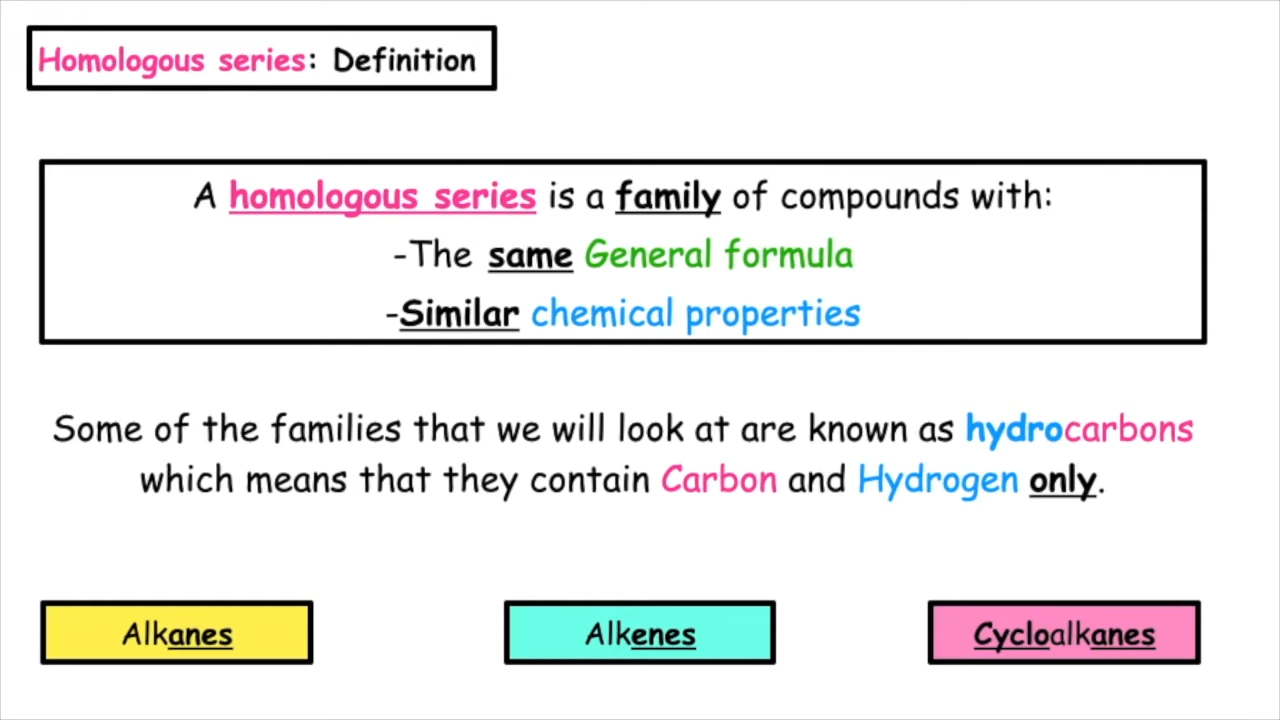 Homologous series: Definition
A homologous series is a family of compounds with:
-The same General formula
-Similar chemical properties
Some of the families that we will look at are known as hydrocarbons
which means that they contain Carbon and Hydrogen only.
Alkanes
Alkenes
Cycloalkanes